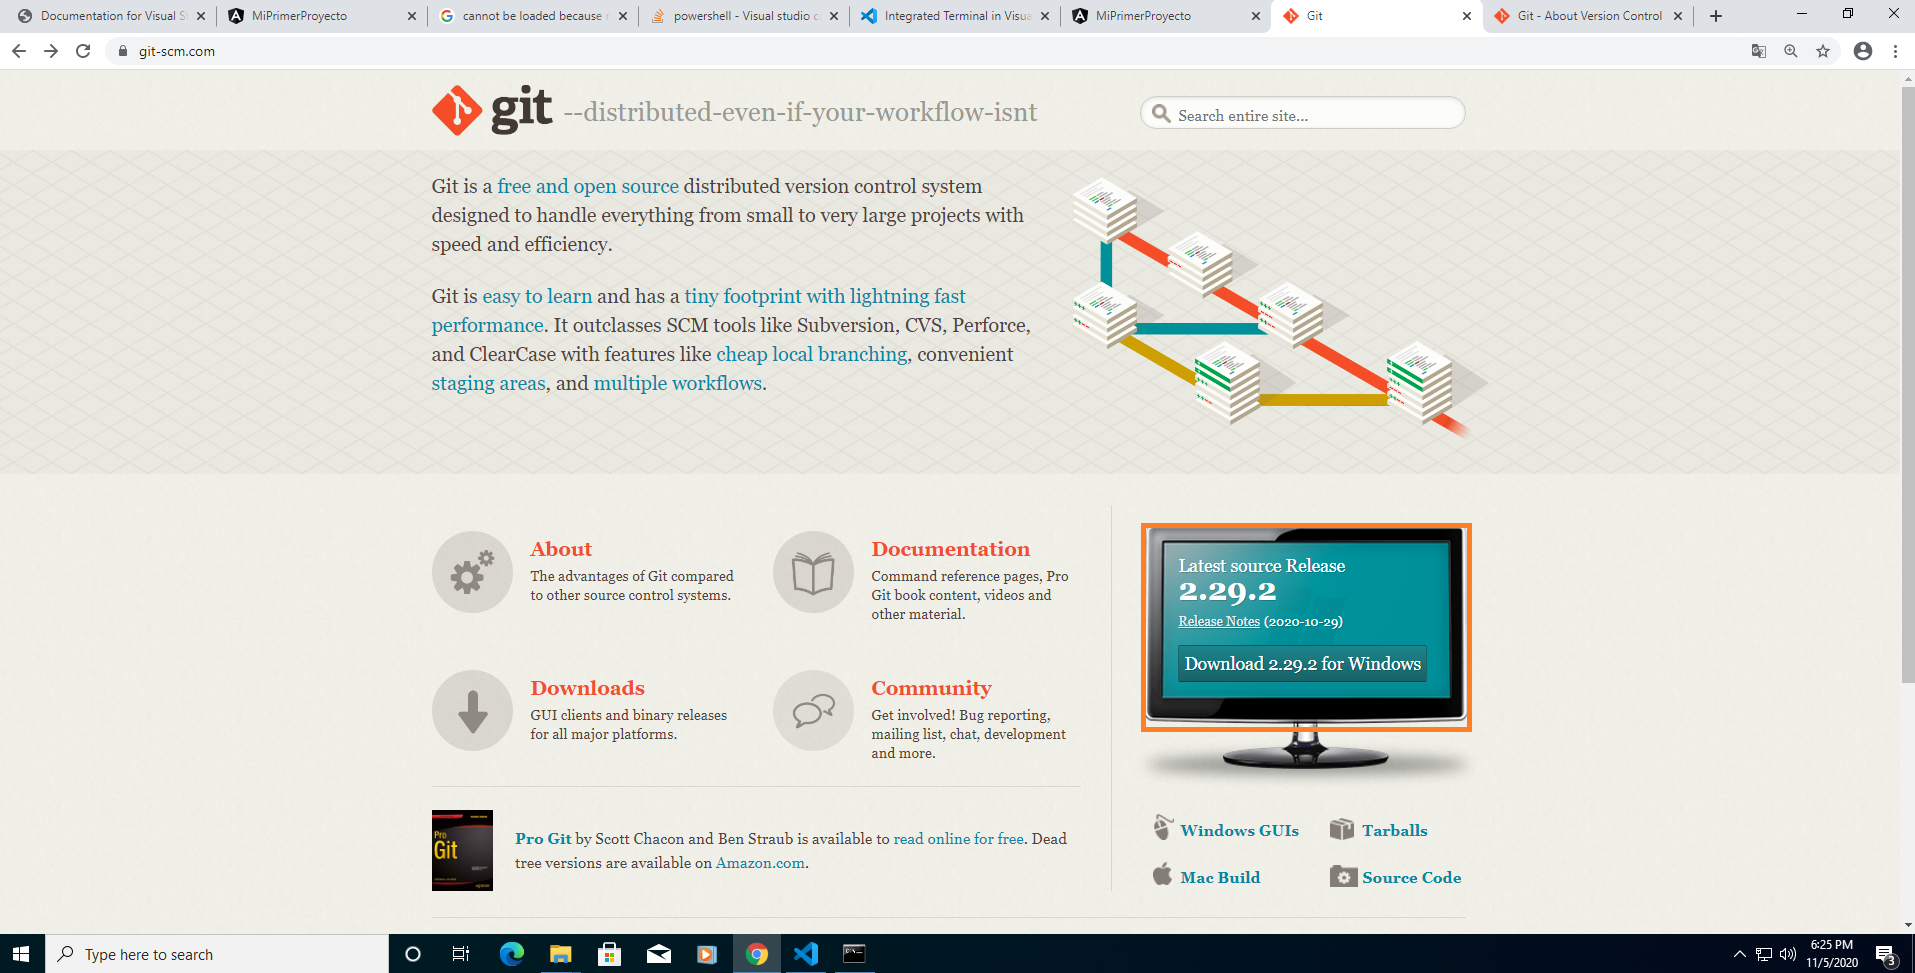 Documentation for Visual St
MiPrimerProyecto
cannot be loaded because r
powershell - Visual studio c
Integrated Terminal in Visua
MiPrimerProyecto
Git
Git - About Version Control
git-scm.com
git --distributed-even-if-your-workflow-isnt
Search entire site...
Git is a free and open source distributed version control system
designed to handle everything from small to very large projects with
speed and efficiency.
Git is easy to learn and has a tiny footprint with lightning fast
performance. It outclasses SCM tools like Subversion, CVS, Perforce,
and ClearCase with features like cheap local branching, convenient
staging areas, and multiple workflows.
About
The advantages of Git compared
to other source control systems.
Documentation
Command reference pages, Pro
Git book content, videos and
other material.
Downloads
GUI clients and binary releases
for all major platforms.
Community
Get involved! Bug reporting,
mailing list, chat, development
and more.
Pro
Git
Pro Git by Scott Chacon and Ben Straub is available to read online for free. Dead
tree versions are available on Amazon.com.
Latest source Release
2.29.2
Release Notes (2020-10-29)
Download 2.29.2 for Windows
Windows GUIs
Tarballs
Mac Build
Source Code
Type here to search
6:25 PM
11/5/2020
3